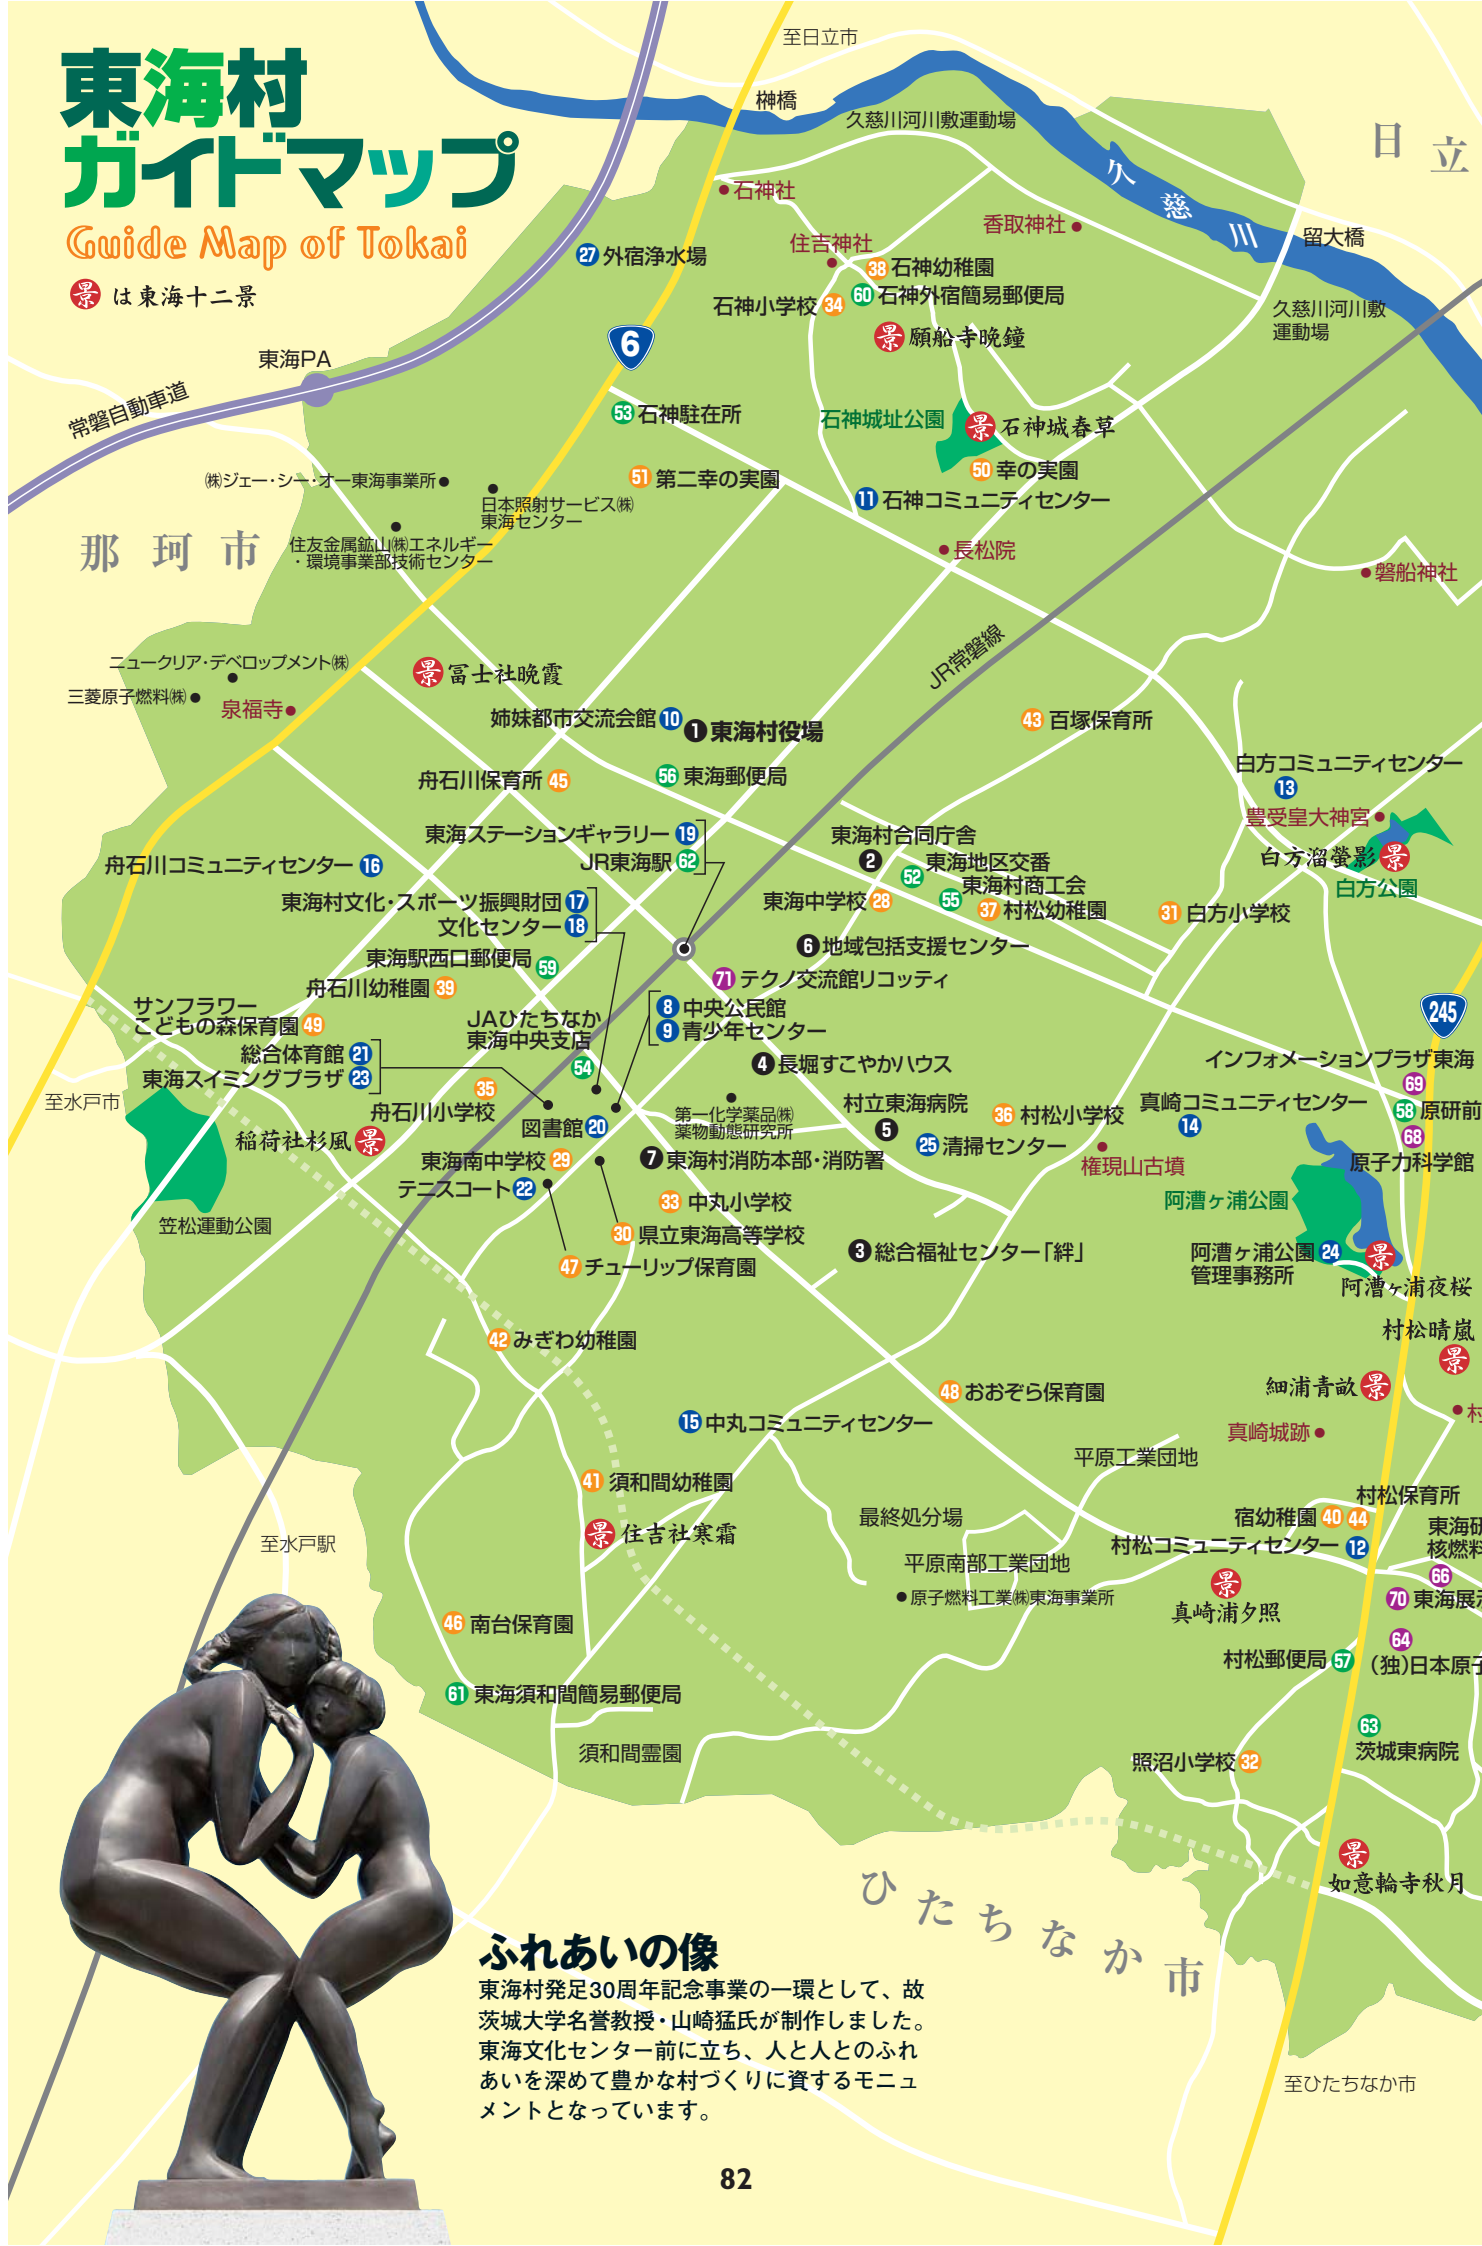 東海村
ガイドマップ
Guide Map of Tokai
景 は東海十二景
至日立市
榊橋
久慈川河川敷運動場
日立
久慈川
石神社
香取神社
住吉神社
留大橋
27 外宿浄水場
38 石神幼稚園
60 石神外宿簡易郵便局
石神小学校 34
久慈川河川敷
運動場
景 願船寺晩鐘
6
東海PA
常磐自動車道
53 石神駐在所
石神城址公園
景 石神城春草
50 幸の実園
51 第二幸の実園
11 石神コミュニティセンター
㈱ジェー・シー・オー東海事業所
日本照射サービス㈱
東海センター
住友金属鉱山㈱エネルギー
・環境事業部技術センター
那珂市
長松院
磐船神社
JR常磐線
ニュークリア・デベロップメント㈱
三菱原子燃料㈱
泉福寺
景 冨士社晩霞
姉妹都市交流会館 10
1 東海村役場
43 百塚保育所
舟石川保育所 45
56 東海郵便局
白方コミュニティセンター
13
豊受皇大神宮
白方溜螢影 景
白方公園
東海ステーションギャラリー 19
JR東海駅 62
東海村合同庁舎
2
52 東海地区交番
東海村商工会
55
東海中学校 28
37 村松幼稚園
31 白方小学校
舟石川コミュニティセンター 16
東海村文化・スポーツ振興財団 17
文化センター 18
6 地域包括支援センター
東海駅西口郵便局 59
71 テクノ交流館リコッティ
舟石川幼稚園 39
サンフラワー
こどもの森保育園 49
8 中央公民館
9 青少年センター
JAひたちなか
東海中央支店
54
245
総合体育館 21
東海スイミングプラザ 23
4 長堀すこやかハウス
インフォメーションプラザ東海
69
58 原研前
68
原子力科学館
至水戸市
35
舟石川小学校
図書館 20
第一化学薬品㈱
薬物動態研究所
村立東海病院
5
36 村松小学校
真崎コミュニティセンター
14
25 清掃センター
権現山古墳
稲荷社杉風 景
東海南中学校 29
7 東海村消防本部・消防署
テニスコート 22
33 中丸小学校
阿漕ヶ浦公園
笠松運動公園
30 県立東海高等学校
3 総合福祉センター「絆」
阿漕ヶ浦公園 24
管理事務所
景
阿漕ヶ浦夜桜
47 チューリップ保育園
村松晴嵐
景
42 みぎわ幼稚園
48 おおぞら保育園
細浦青畝 景
村
真崎城跡
15 中丸コミュニティセンター
平原工業団地
41 須和間幼稚園
村松保育所
宿幼稚園 40 44
最終処分場
景 住吉社寒霜
至水戸駅
村松コミュニティセンター 12
東海研
核燃料
66
平原南部工業団地
原子燃料工業㈱東海事業所
景
真崎浦夕照
70 東海展示
46 南台保育園
64
(独)日本原子
村松郵便局 57
61 東海須和間簡易郵便局
63
茨城東病院
須和間霊園
照沼小学校 32
景
如意輪寺秋月
ひたちなか市
ふれあいの像
東海村発足30周年記念事業の一環として、故
茨城大学名誉教授・山崎猛氏が制作しました。
東海文化センター前に立ち、人と人とのふれ
あいを深めて豊かな村づくりに資するモニュ
メントとなっています。
至ひたちなか市
82